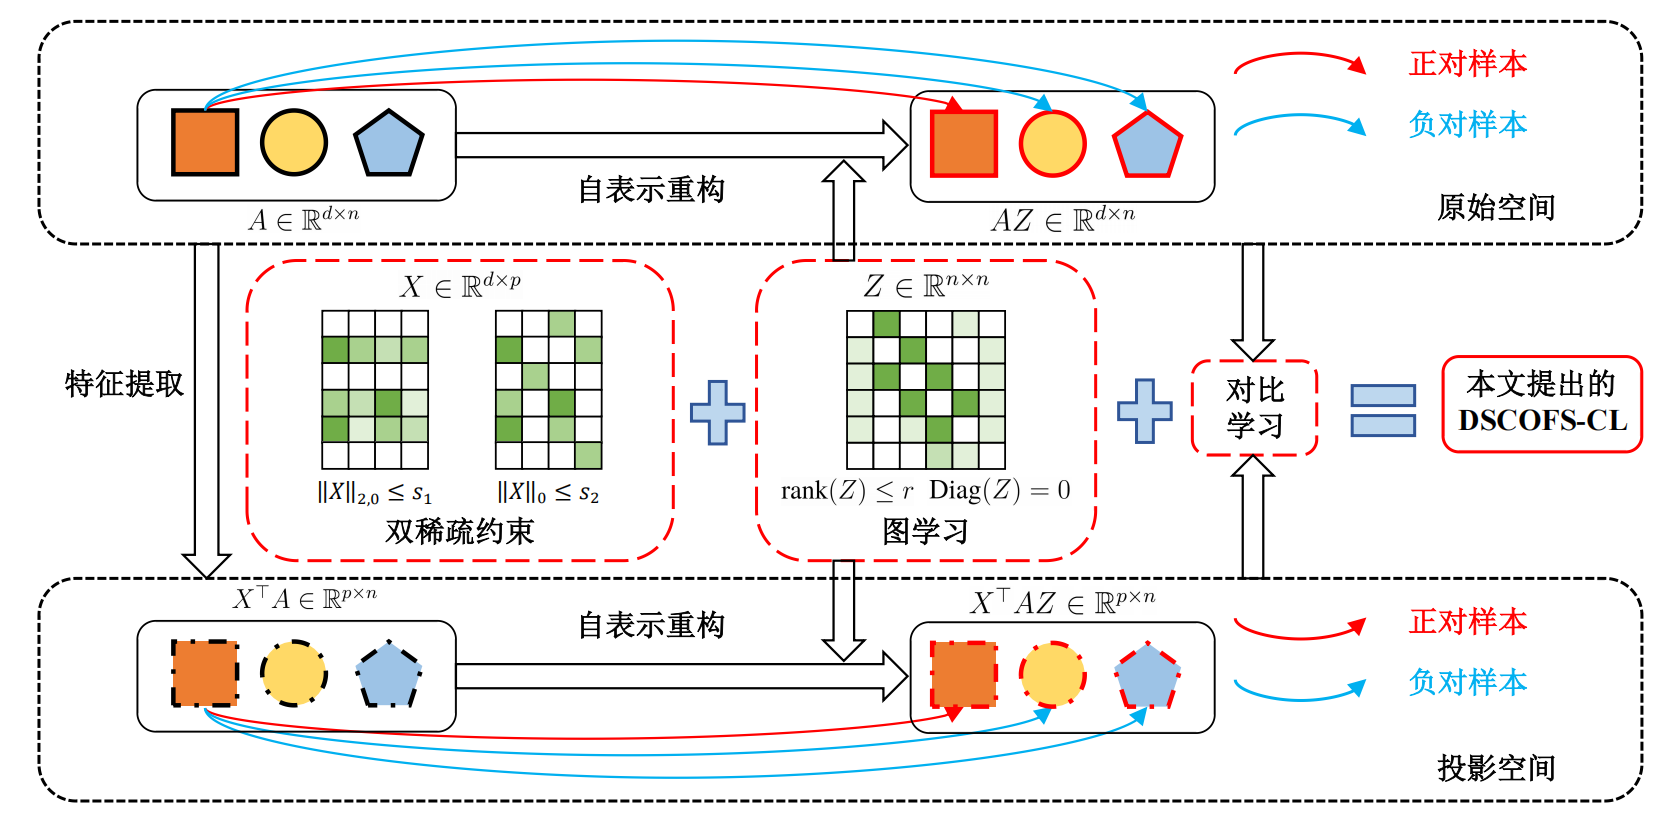 正对样本
负对样本
自表示重构
原始空间
$A \in \mathbb{R}^{d \times n}$
$AZ \in \mathbb{R}^{d \times n}$
特征提取
$X \in \mathbb{R}^{d \times p}$
$\|X\|_{2,0} \leq s_1$
$\|X\|_0 \leq s_2$
双稀疏约束
$Z \in \mathbb{R}^{n \times n}$
$\mathrm{rank}(Z) \leq r$ $\mathrm{Diag}(Z) = 0$
图学习
对比
学习
本文提出的
DSCOFS-CL
$X^\top A \in \mathbb{R}^{p \times n}$
自表示重构
$X^\top AZ \in \mathbb{R}^{p \times n}$
正对样本
负对样本
投影空间